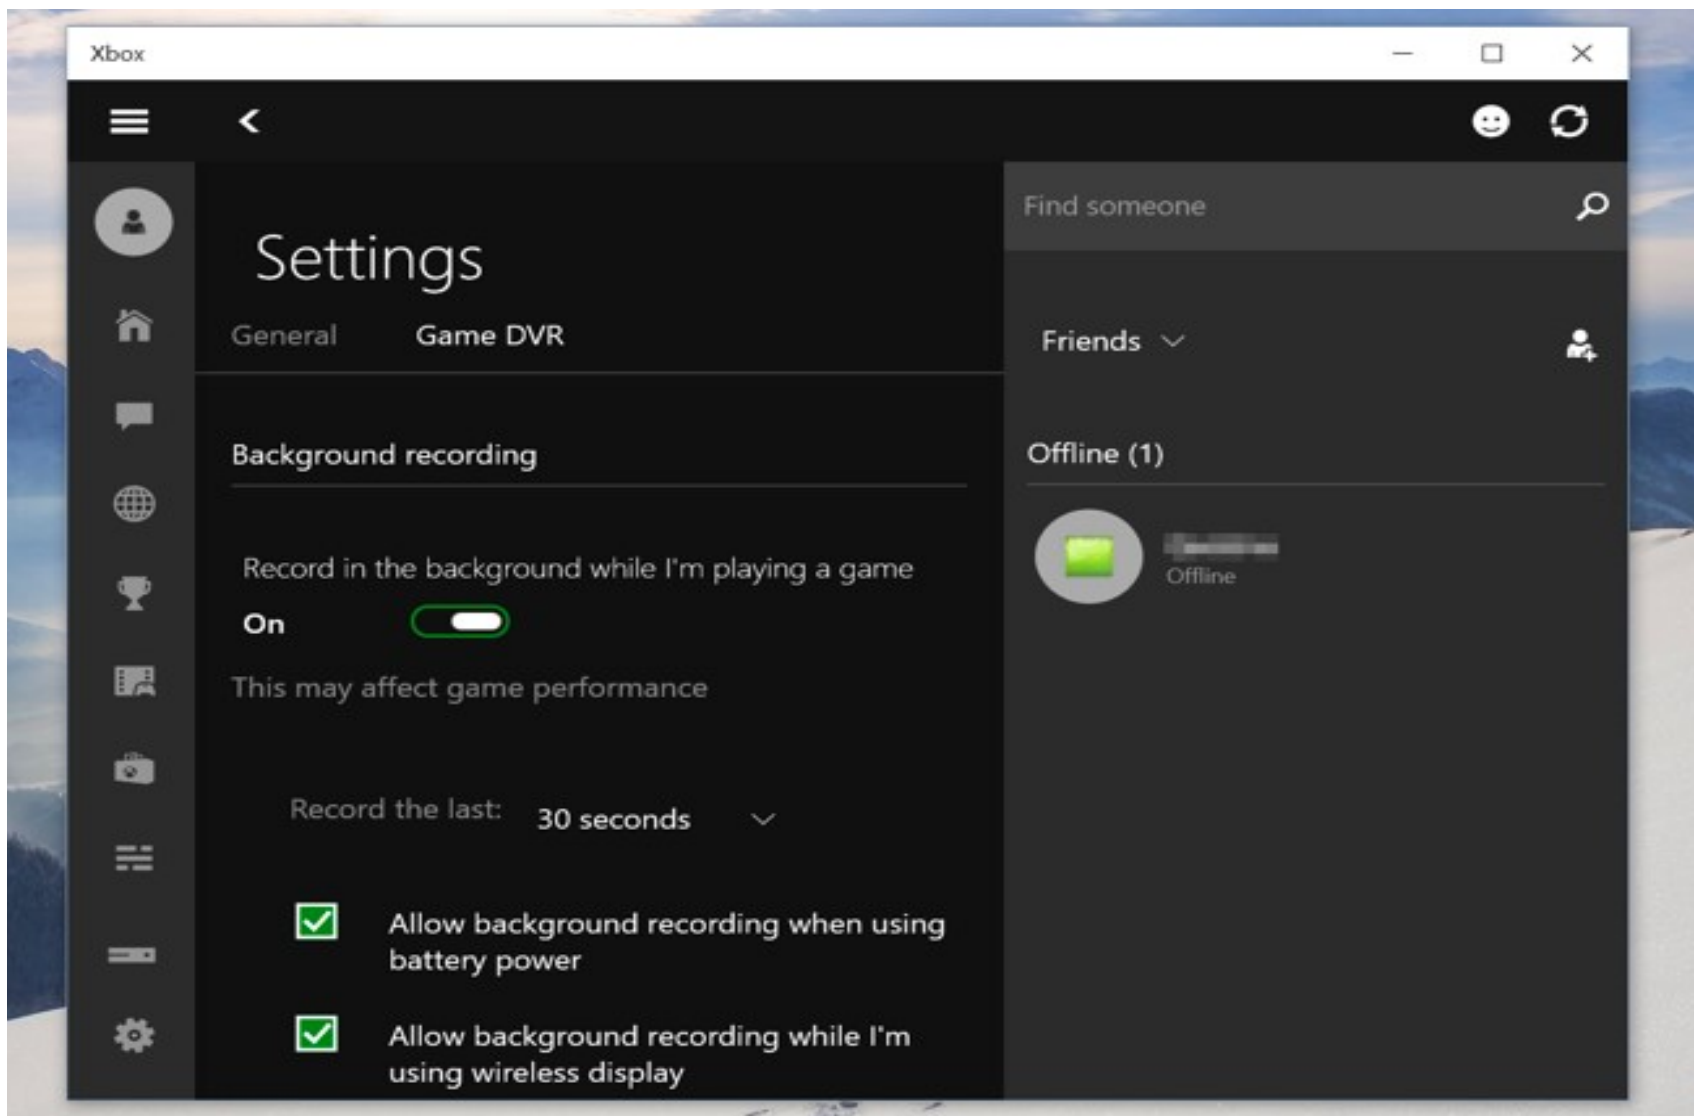 Xbox
Find someone
Settings
General Game DVR
Friends
Background recording
Offline (1)
Record in the background while I'm playing a game
On
Offline
This may affect game performance
Record the last: 30 seconds
Allow background recording when using
battery power
Allow background recording while I'm
using wireless display